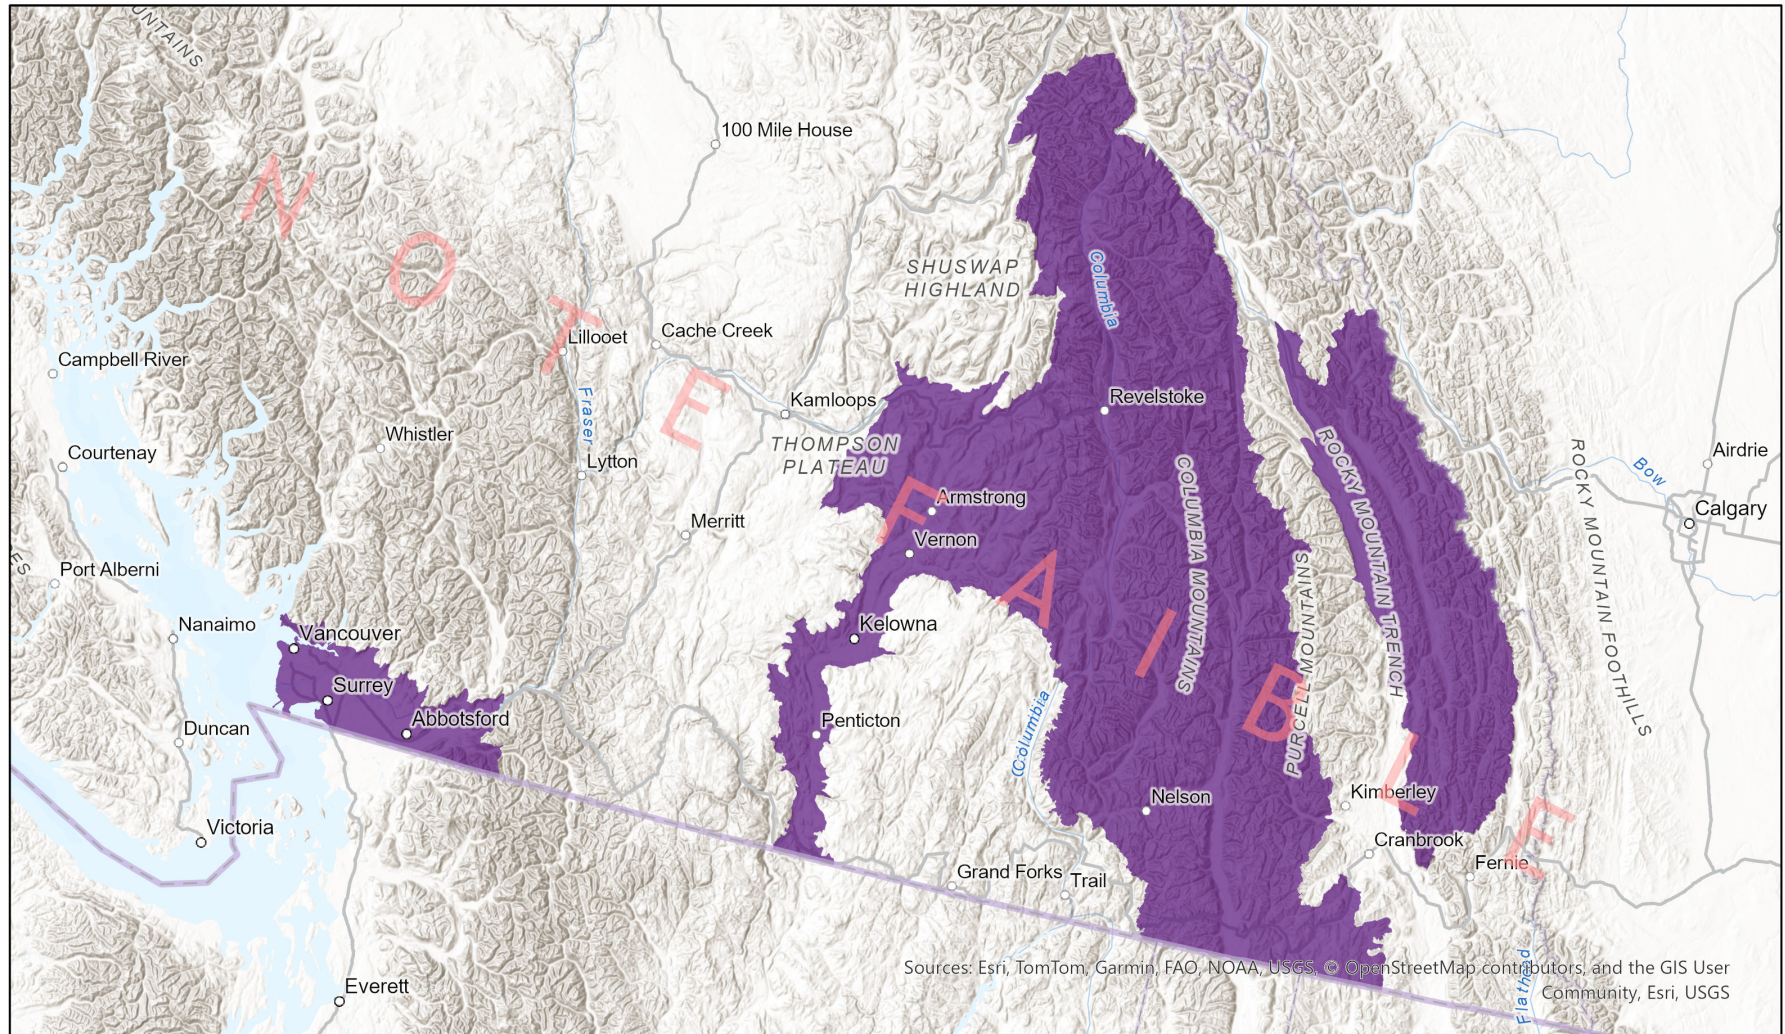 UNTAINS
100 Mile House
NOTE FAIBLE
SHUSWAP
HIGHLAND
Columbia
Lillooet
Cache Creek
Campbell River
Fraser
Kamloops
Revelstoke
Whistler
THOMPSON
PLATEAU
Courtenay
Lytton
ROCKY MOUNTAIN TRENCH
ROCKY MOUNTAIN FOOTHILLS
Airdrie
Bow
Calgary
COLUMBIA MOUNTAINS
Armstrong
Merritt
Vernon
Port Alberni
ES
PURCELL MOUNTAINS
Nanaimo
Vancouver
Kelowna
Surrey
Abbotsford
Penticton
Columbia
Duncan
Nelson
Kimberley
Victoria
Cranbrook
Fernie
Grand Forks
Trail
Flathead
Everett
Sources: Esri, TomTom, Garmin, FAO, NOAA, USGS, © OpenStreetMap contributors, and the GIS User
Community, Esri, USGS